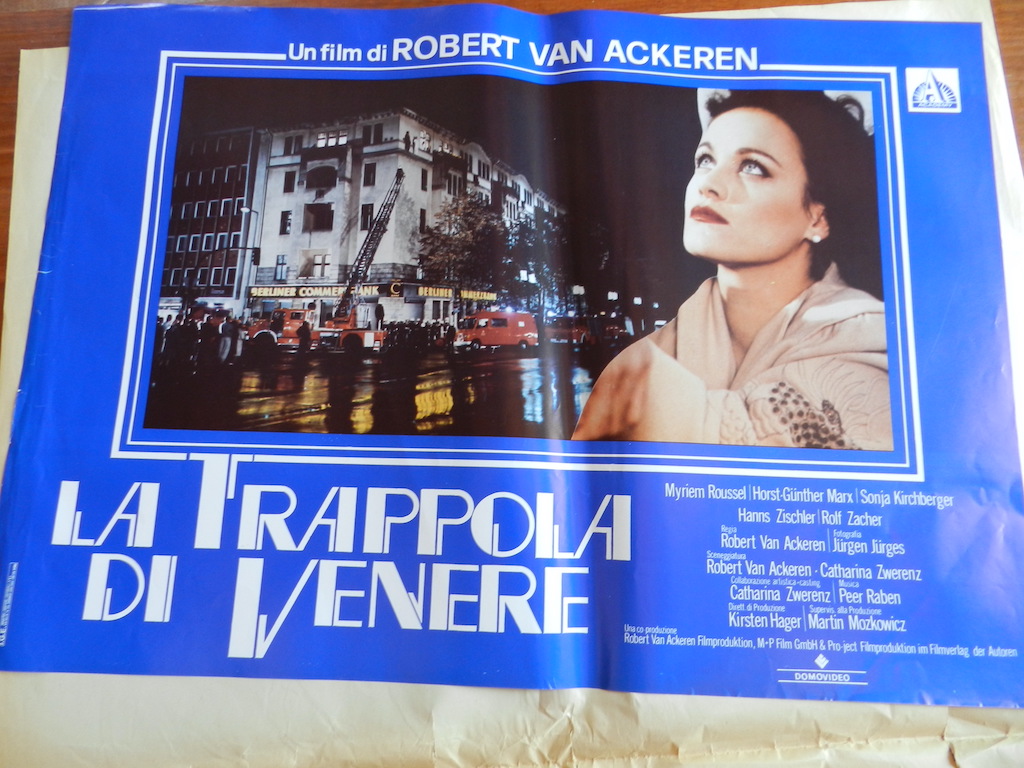 Un film di ROBERT VAN ACKEREN
A
ACADEMY
BERLINER COMMERZBANK C BERLINER COMMERZBANK
LA TRAPPOLA
DI VENERE
Myriem Roussel | Horst-Günther Marx | Sonja Kirchberger
Hanns Zischler | Rolf Zacher
Regia Fotografia
Robert Van Ackeren | Jürgen Jürges
Sceneggiatura
Robert Van Ackeren - Catharina Zwerenz
Collaborazione artistica-casting Musica
Catharina Zwerenz | Peer Raben
Dirett. di Produzione Supervis. alla Produzione
Kirsten Hager | Martin Mozkowicz
Una co-produzione
Robert Van Ackeren Filmproduktion, M+P Film GmbH & Pro-ject Filmproduktion im Filmverlag der Autoren
DOMOVIDEO